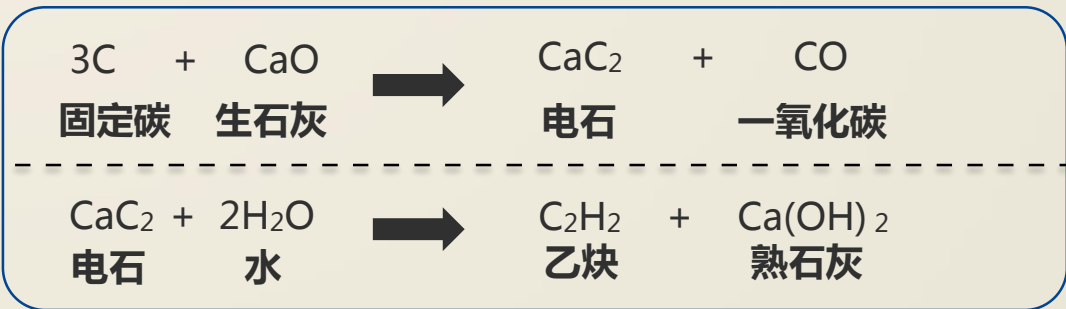 3C + CaO CaC₂ + CO
固定碳 生石灰 电石 一氧化碳
CaC₂ + 2H₂O C₂H₂ + Ca(OH) ₂
电石 水 乙炔 熟石灰